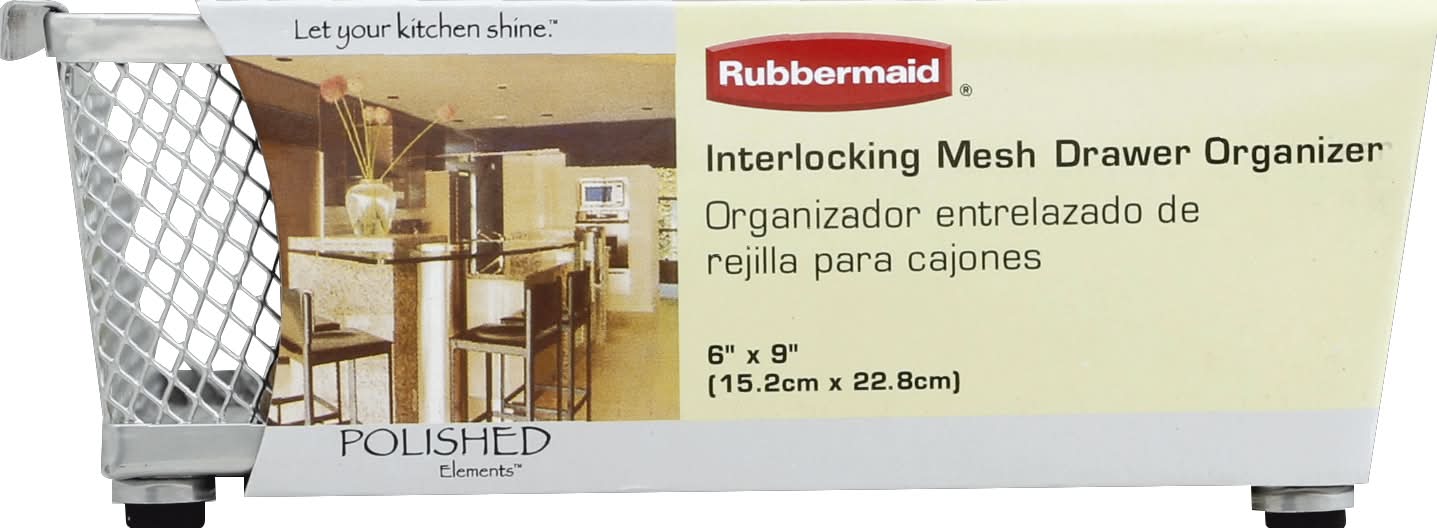 Let your kitchen shine.™
Rubbermaid®
Interlocking Mesh Drawer Organizer
Organizador entrelazado de
rejilla para cajones
6" x 9"
(15.2cm x 22.8cm)
POLISHED
Elements™